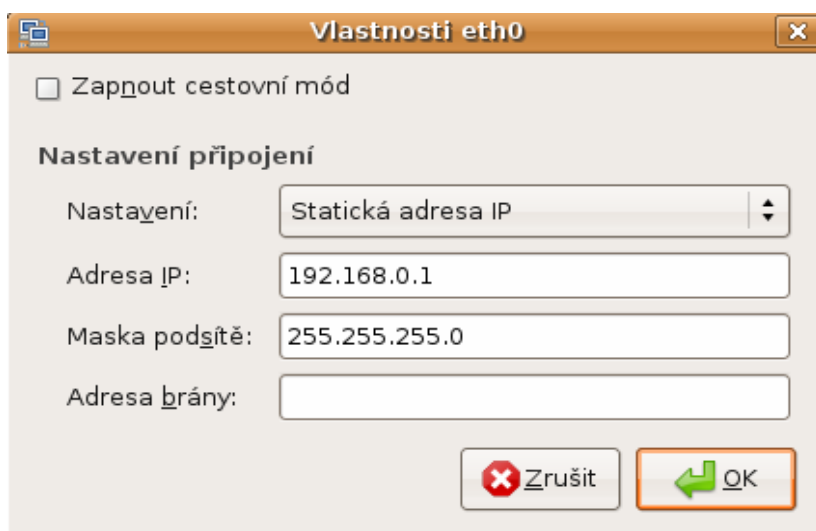 Vlastnosti eth0
Zapnout cestovní mód
Nastavení připojení
Nastavení: Statická adresa IP
Adresa IP: 192.168.0.1
Maska podsítě: 255.255.255.0
Adresa brány:
Zrušit OK